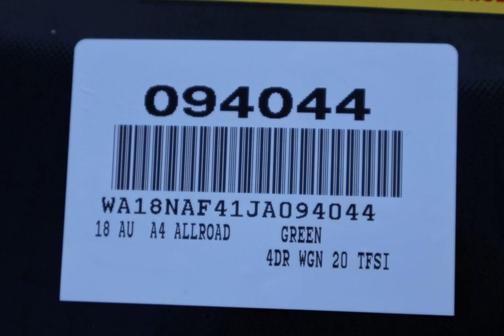 094044
WA18NAF41JA094044
18 AU A4 ALLROAD GREEN
4DR WGN 20 TFSI